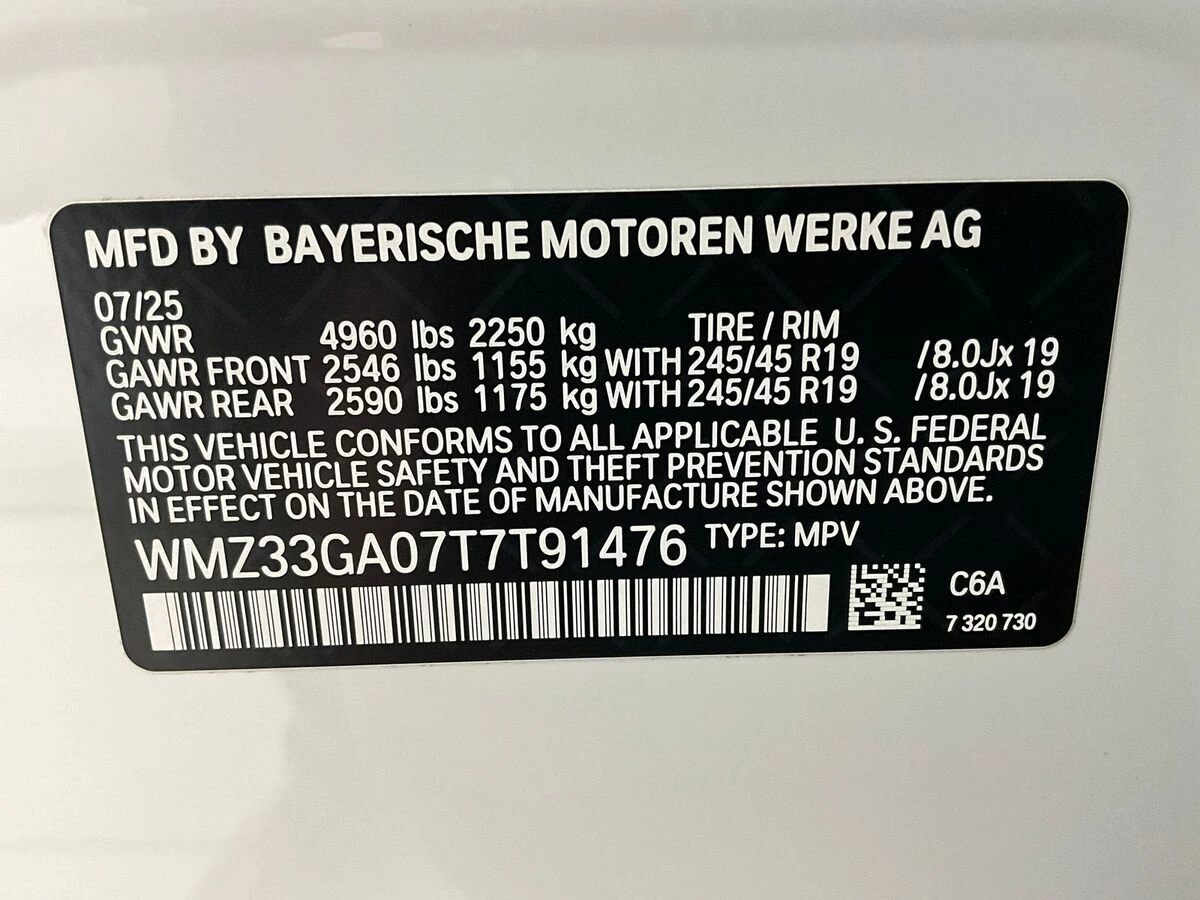 MFD BY BAYERISCHE MOTOREN WERKE AG
07/25
GVWR 4960 lbs 2250 kg TIRE / RIM
GAWR FRONT 2546 lbs 1155 kg WITH 245/45 R19 /8.0Jx 19
GAWR REAR 2590 lbs 1175 kg WITH 245/45 R19 /8.0Jx 19
THIS VEHICLE CONFORMS TO ALL APPLICABLE U. S. FEDERAL
MOTOR VEHICLE SAFETY AND THEFT PREVENTION STANDARDS
IN EFFECT ON THE DATE OF MANUFACTURE SHOWN ABOVE.
WMZ33GA07T7T91476 TYPE: MPV
C6A
7 320 730